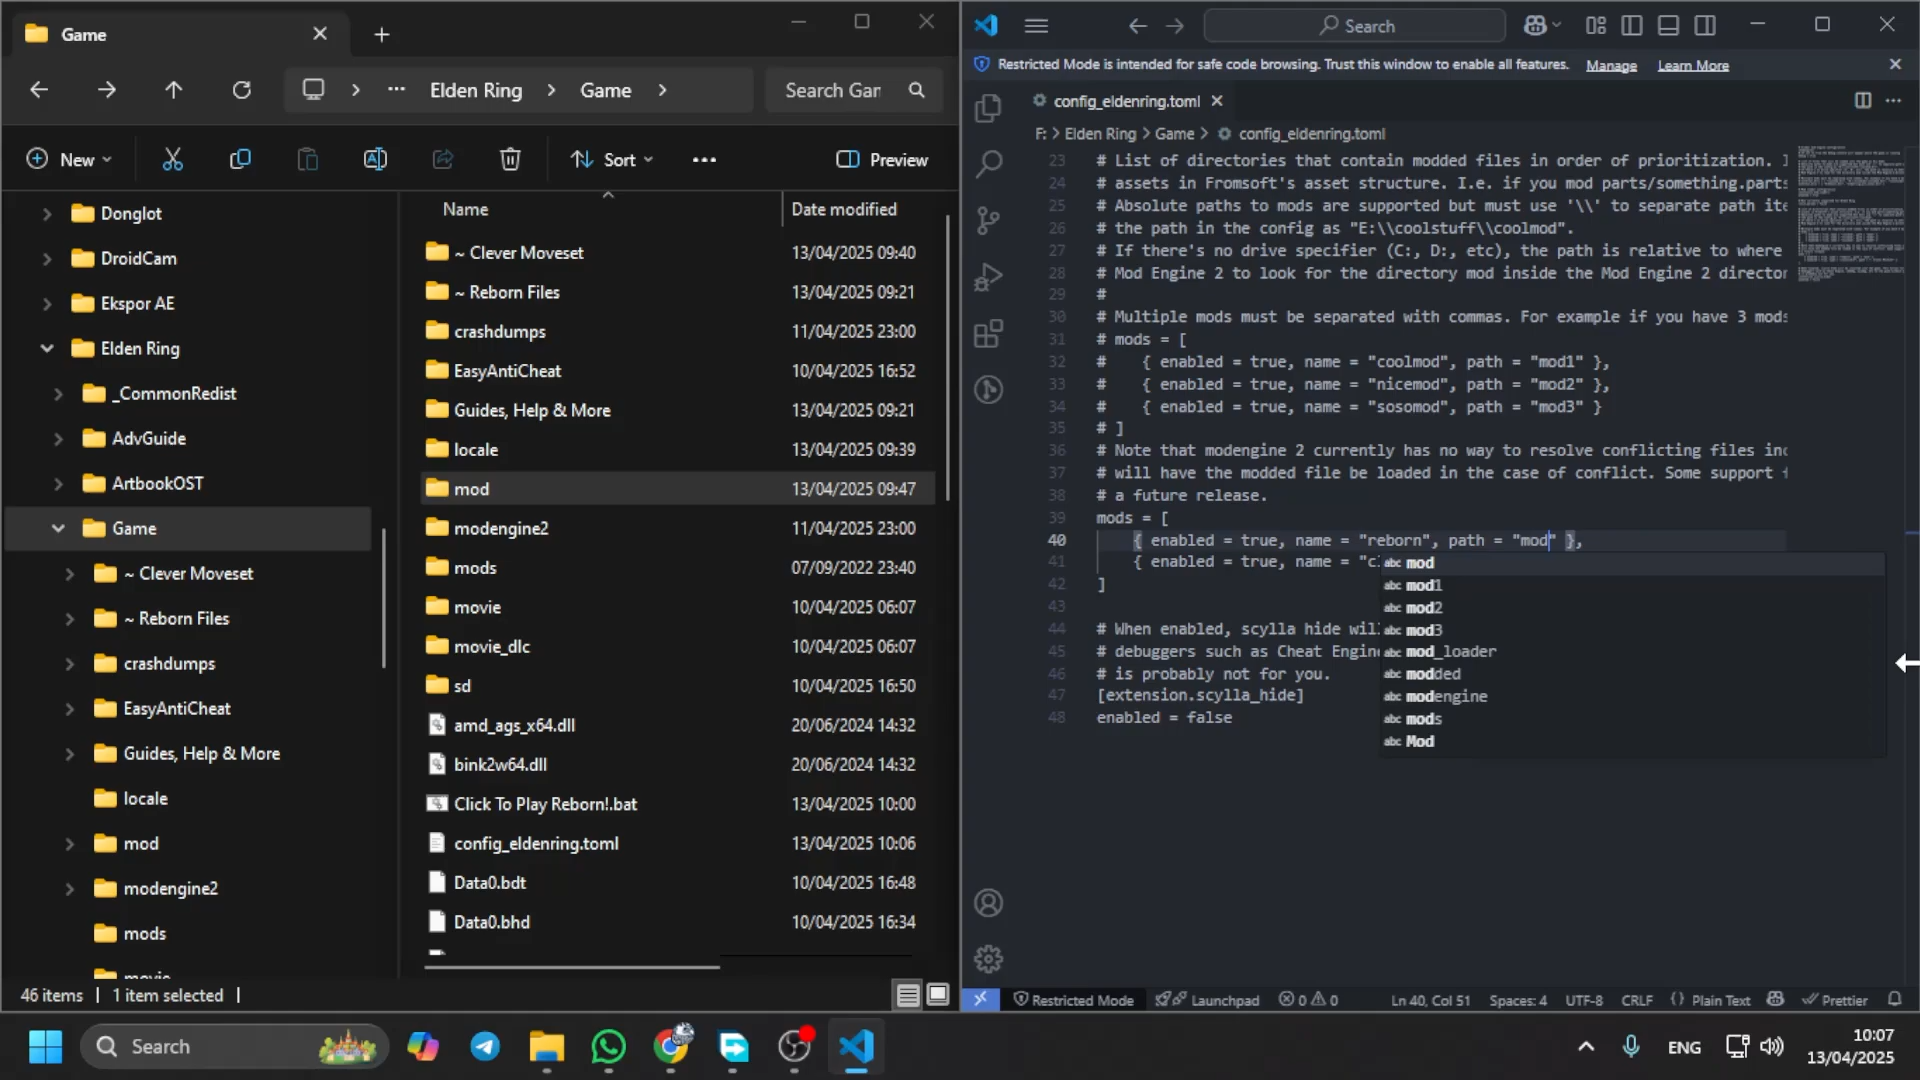 Game
Elden Ring
Game
Search Gar
New
Sort
Preview
Name
Date modified
Donglot
DroidCam
Ekspor AE
Elden Ring
_CommonRedist
AdvGuide
ArtbookOST
Game
~ Clever Moveset
~ Reborn Files
crashdumps
EasyAntiCheat
Guides, Help & More
locale
mod
modengine2
mods
movie
~ Clever Moveset 13/04/2025 09:40
~ Reborn Files 13/04/2025 09:21
crashdumps 11/04/2025 23:00
EasyAntiCheat 10/04/2025 16:52
Guides, Help & More 13/04/2025 09:21
locale 13/04/2025 09:39
mod 13/04/2025 09:47
modengine2 11/04/2025 23:00
mods 07/09/2022 23:40
movie 10/04/2025 06:07
movie_dlc 10/04/2025 06:07
sd 10/04/2025 16:50
amd_ags_x64.dll 20/06/2024 14:32
bink2w64.dll 20/06/2024 14:32
Click To Play Reborn!.bat 13/04/2025 10:00
config_eldenring.toml 13/04/2025 10:06
Data0.bdt 10/04/2025 16:48
Data0.bhd 10/04/2025 16:34
46 items | 1 item selected |
Search
Restricted Mode is intended for safe code browsing. Trust this window to enable all features. Manage Learn More
config_eldenring.toml
F: > Elden Ring > Game > config_eldenring.toml
23 # List of directories that contain modded files in order of prioritization.
24 # assets in Fromsoft's asset structure. I.e. if you mod parts/something.parts
25 # Absolute paths to mods are supported but must use '\\' to separate path ite
26 # the path in the config as "E:\\coolstuff\\coolmod".
27 # If there's no drive specifier (C:, D:, etc), the path is relative to where
28 # Mod Engine 2 to look for the directory mod inside the Mod Engine 2 director
29 #
30 # Multiple mods must be separated with commas. For example if you have 3 mods
31 # mods = [
32 # { enabled = true, name = "coolmod", path = "mod1" },
33 # { enabled = true, name = "nicemod", path = "mod2" },
34 # { enabled = true, name = "sosomod", path = "mod3" }
35 # ]
36 # Note that modengine 2 currently has no way to resolve conflicting files inc
37 # will have the modded file be loaded in the case of conflict. Some support
38 # a future release.
39 mods = [
40 { enabled = true, name = "reborn", path = "mod" },
41 { enabled = true, name = "c
42 ]
43
44 # When enabled, scylla hide will
45 # debuggers such as Cheat Engine
46 # is probably not for you.
47 [extension.scylla_hide]
48 enabled = false
abc mod
abc mod1
abc mod2
abc mod3
abc mod_loader
abc modded
abc modengine
abc mods
abc Mod
Restricted Mode Launchpad 0 0 Ln 40, Col 51 Spaces: 4 UTF-8 CRLF {} Plain Text Prettier
Search
ENG
10:07
13/04/2025